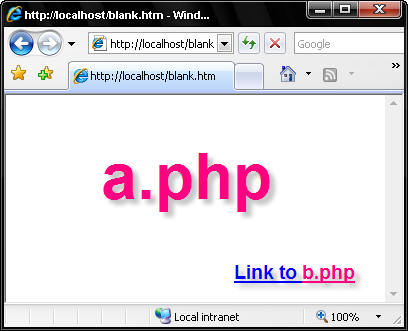 http://localhost/blank.htm - Wind...
http://localhost/blank
Google
http://localhost/blank.htm
a.php
Link to b.php
Local intranet
100%